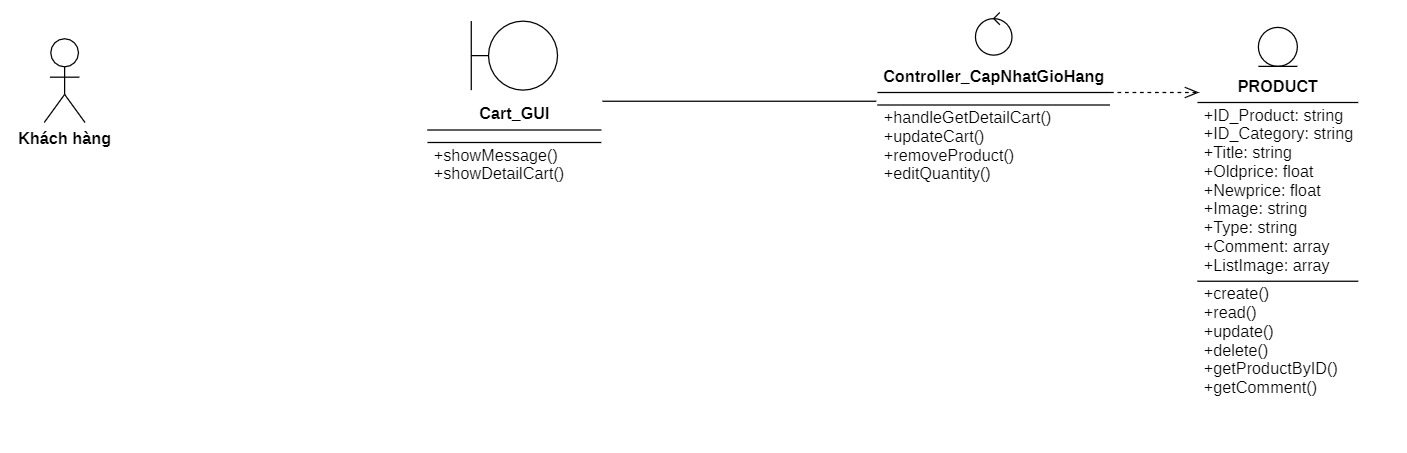 Khách hàng
Cart_GUI
+showMessage()
+showDetailCart()
Controller_CapNhatGioHang
+handleGetDetailCart()
+updateCart()
+removeProduct()
+editQuantity()
PRODUCT
+ID_Product: string
+ID_Category: string
+Title: string
+Oldprice: float
+Newprice: float
+Image: string
+Type: string
+Comment: array
+ListImage: array
+create()
+read()
+update()
+delete()
+getProductByID()
+getComment()